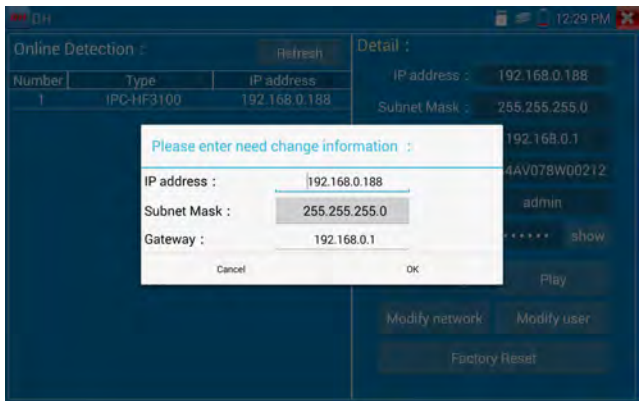 DH
12:29 PM
Online Detection :
Refresh
Number Type IP address
1 IPC-HF3100 192.168.0.188
Detail :
IP address : 192.168.0.188
Subnet Mask : 255.255.255.0
192.168.0.1
4AV078W00212
admin
•••••• show
Play
Modify network Modify user
Factory Reset
Please enter need change information :
IP address : 192.168.0.188
Subnet Mask : 255.255.255.0
Gateway : 192.168.0.1
Cancel OK